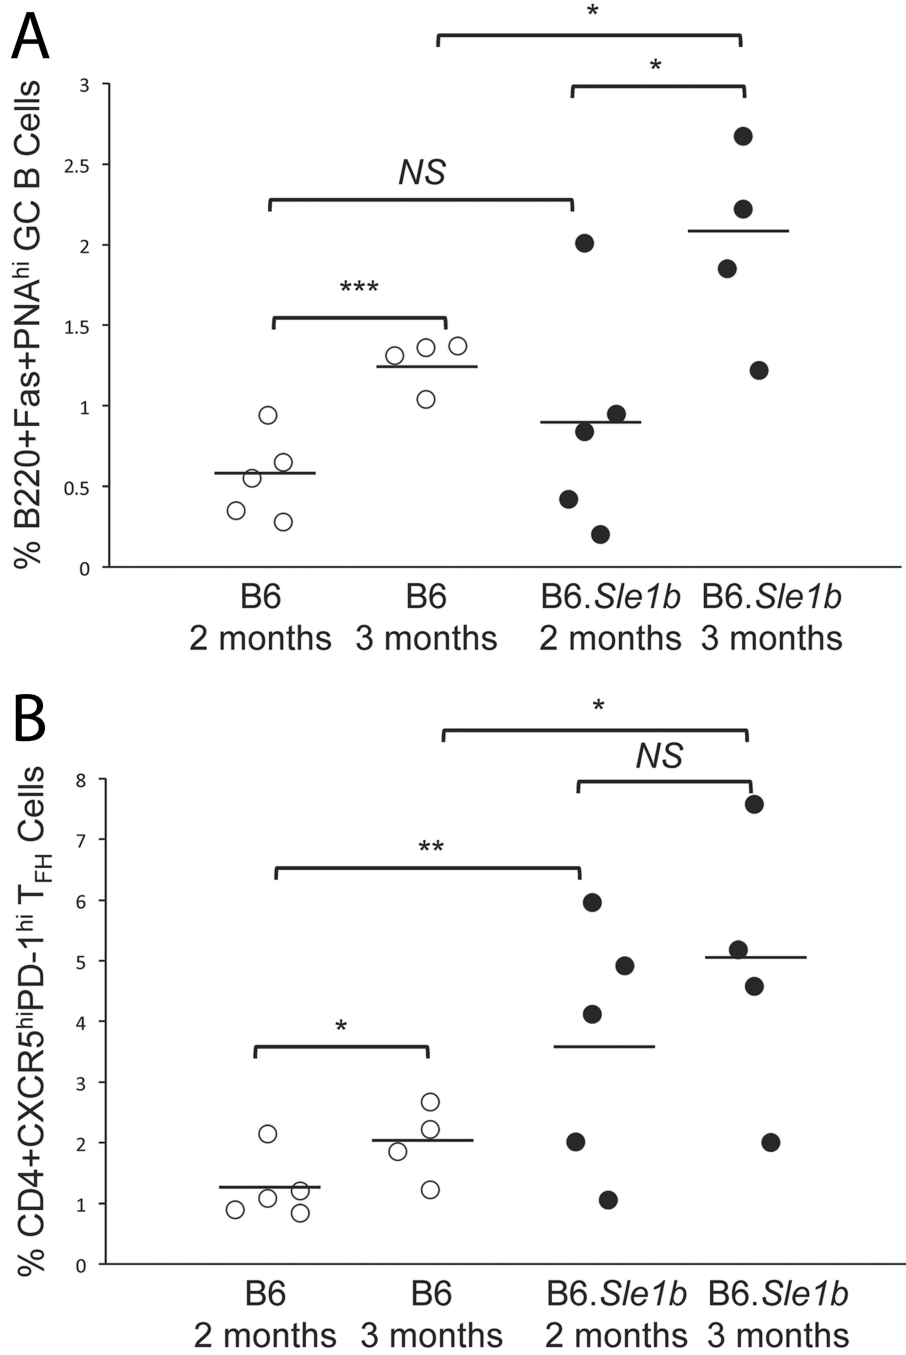 A
*
*
NS
***
% B220+Fas+PNAhi GC B Cells
3
2.5
2
1.5
1
0.5
0
B6 B6 B6.Sle1b B6.Sle1b
2 months 3 months 2 months 3 months
B
*
NS
**
*
% CD4+CXCR5hiPD-1hi TFH Cells
8
7
6
5
4
3
2
1
0
B6 B6 B6.Sle1b B6.Sle1b
2 months 3 months 2 months 3 months